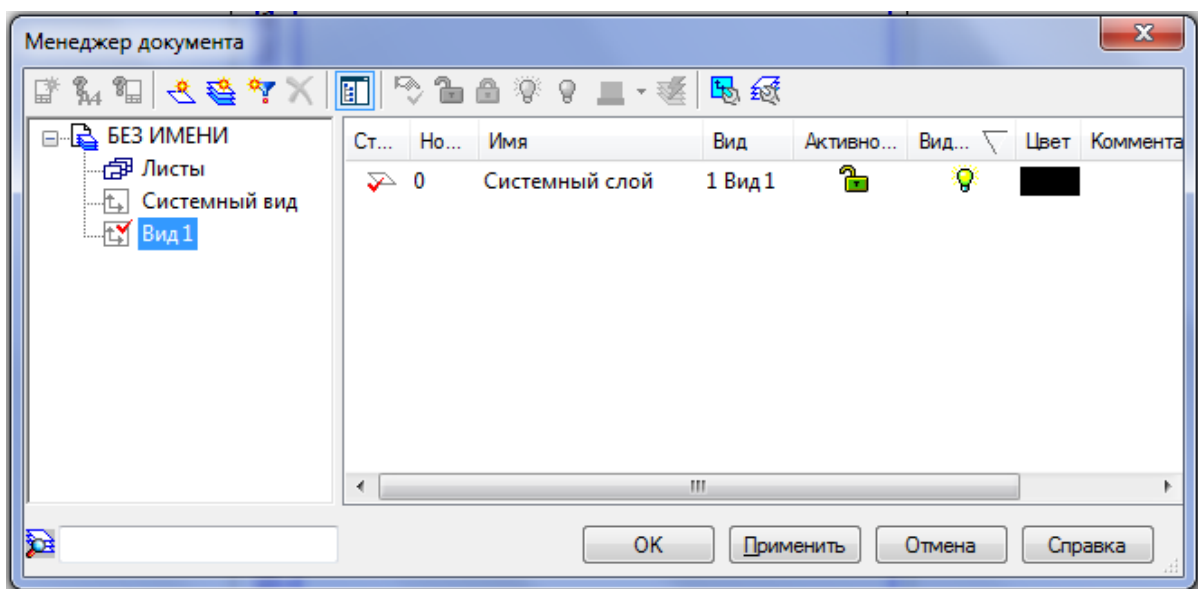 Менеджер документа
A4
БЕЗ ИМЕНИ
Листы
Системный вид
Вид 1
Ст... Но... Имя Вид Активно... Вид... Цвет Коммента
0 Системный слой 1 Вид 1
OK Применить Отмена Справка